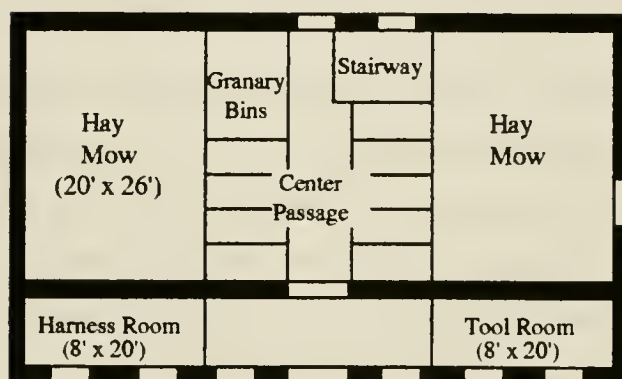 Granary
Bins
Stairway
Hay
Mow
(20' x 26')
Hay
Mow
Center
Passage
Harness Room
(8' x 20')
Tool Room
(8' x 20')